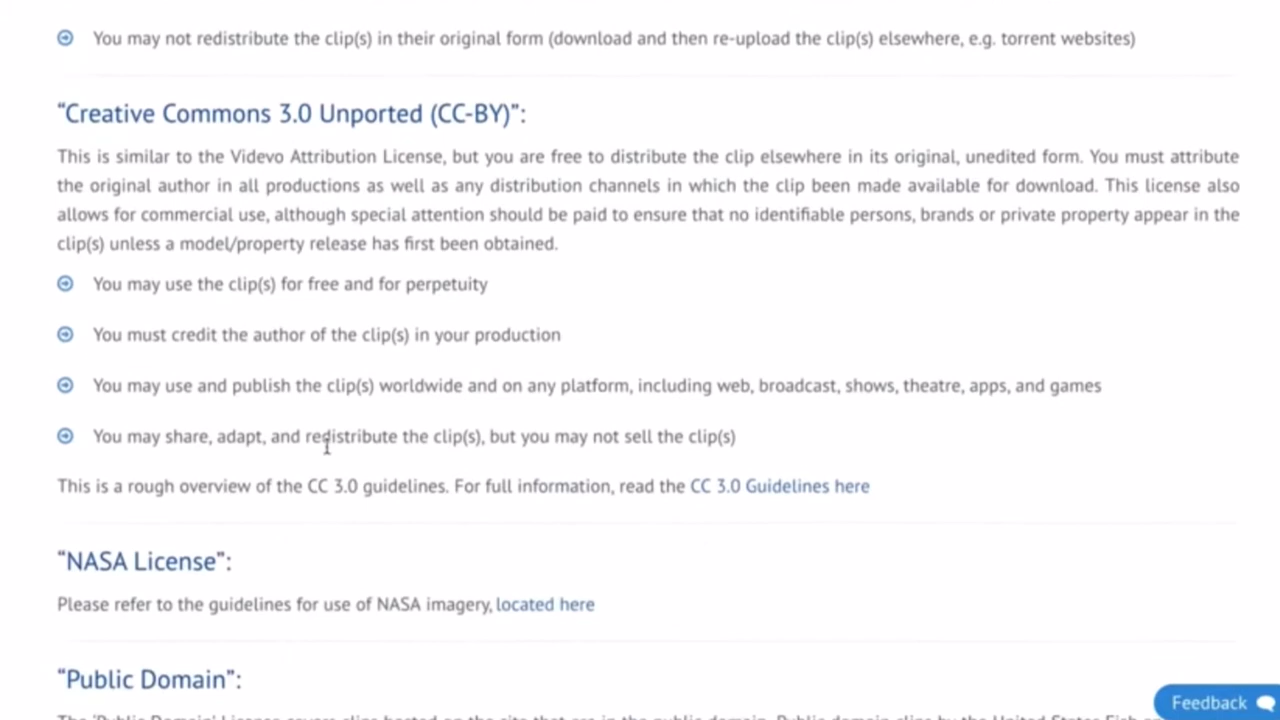 You may not redistribute the clip(s) in their original form (download and then re-upload the clip(s) elsewhere, e.g. torrent websites)
“Creative Commons 3.0 Unported (CC-BY)”:
This is similar to the Videvo Attribution License, but you are free to distribute the clip elsewhere in its original, unedited form. You must attribute
the original author in all productions as well as any distribution channels in which the clip been made available for download. This license also
allows for commercial use, although special attention should be paid to ensure that no identifiable persons, brands or private property appear in the
clip(s) unless a model/property release has first been obtained.
You may use the clip(s) for free and for perpetuity
You must credit the author of the clip(s) in your production
You may use and publish the clip(s) worldwide and on any platform, including web, broadcast, shows, theatre, apps, and games
You may share, adapt, and redistribute the clip(s), but you may not sell the clip(s)
This is a rough overview of the CC 3.0 guidelines. For full information, read the CC 3.0 Guidelines here
“NASA License”:
Please refer to the guidelines for use of NASA imagery, located here
“Public Domain”:
Feedback